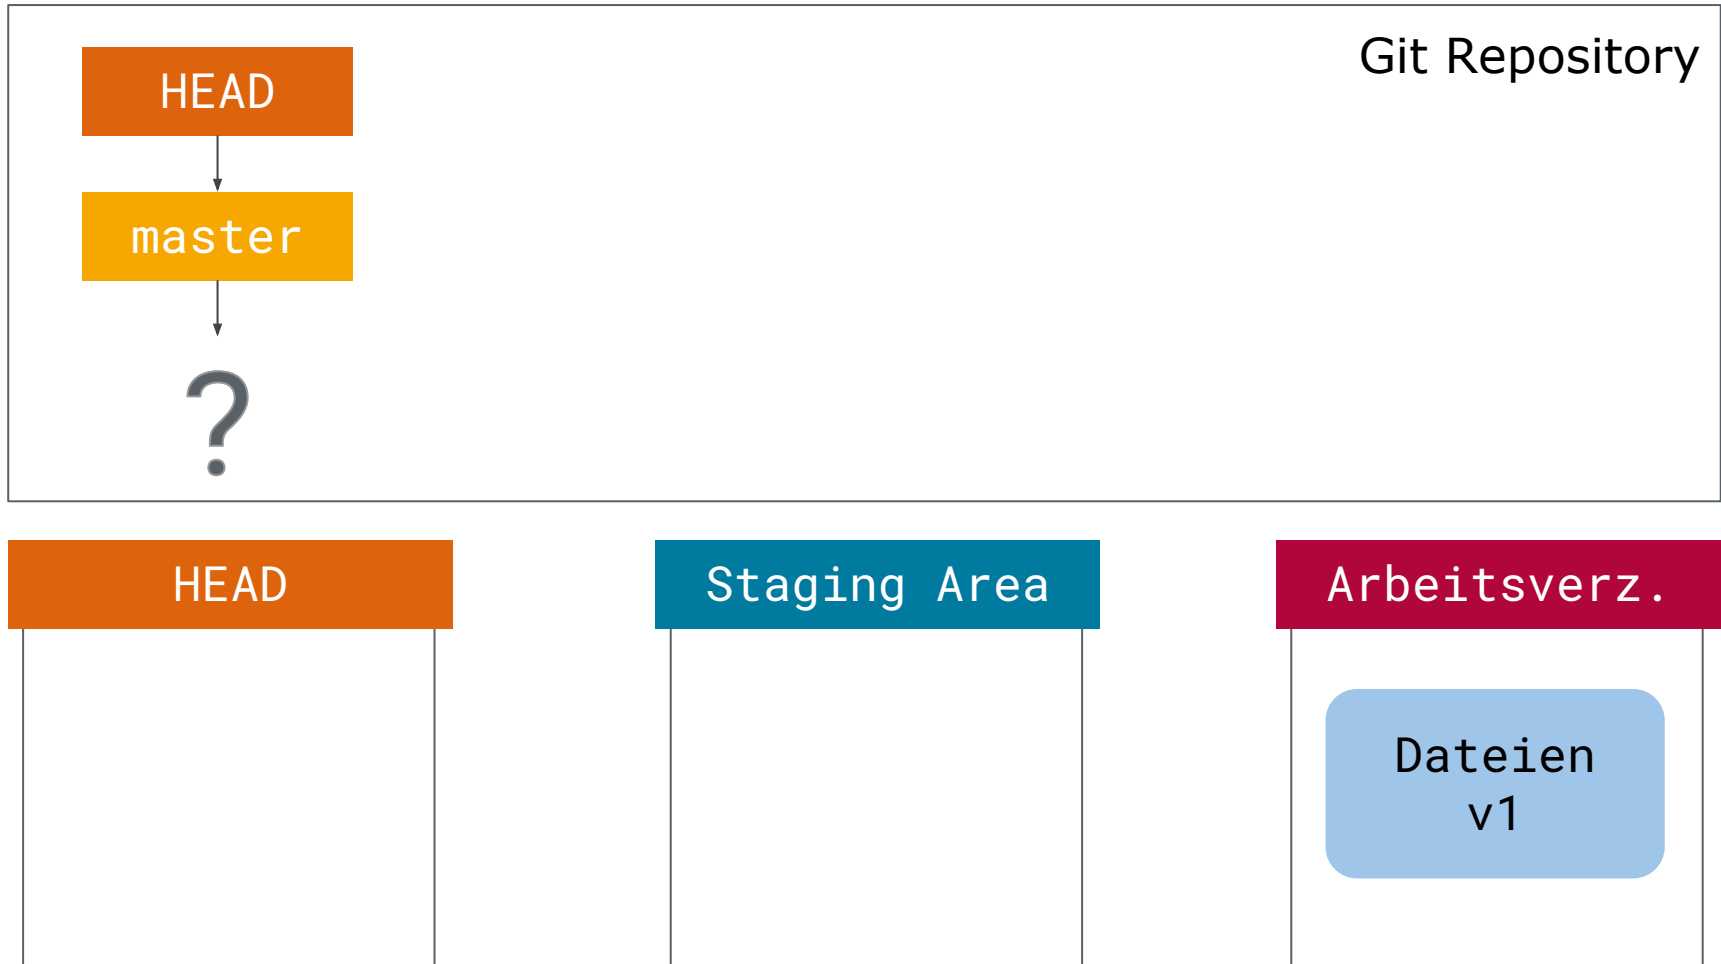 Git Repository
HEAD
master
?
HEAD
Staging Area
Arbeitsverz.
Dateien
v1